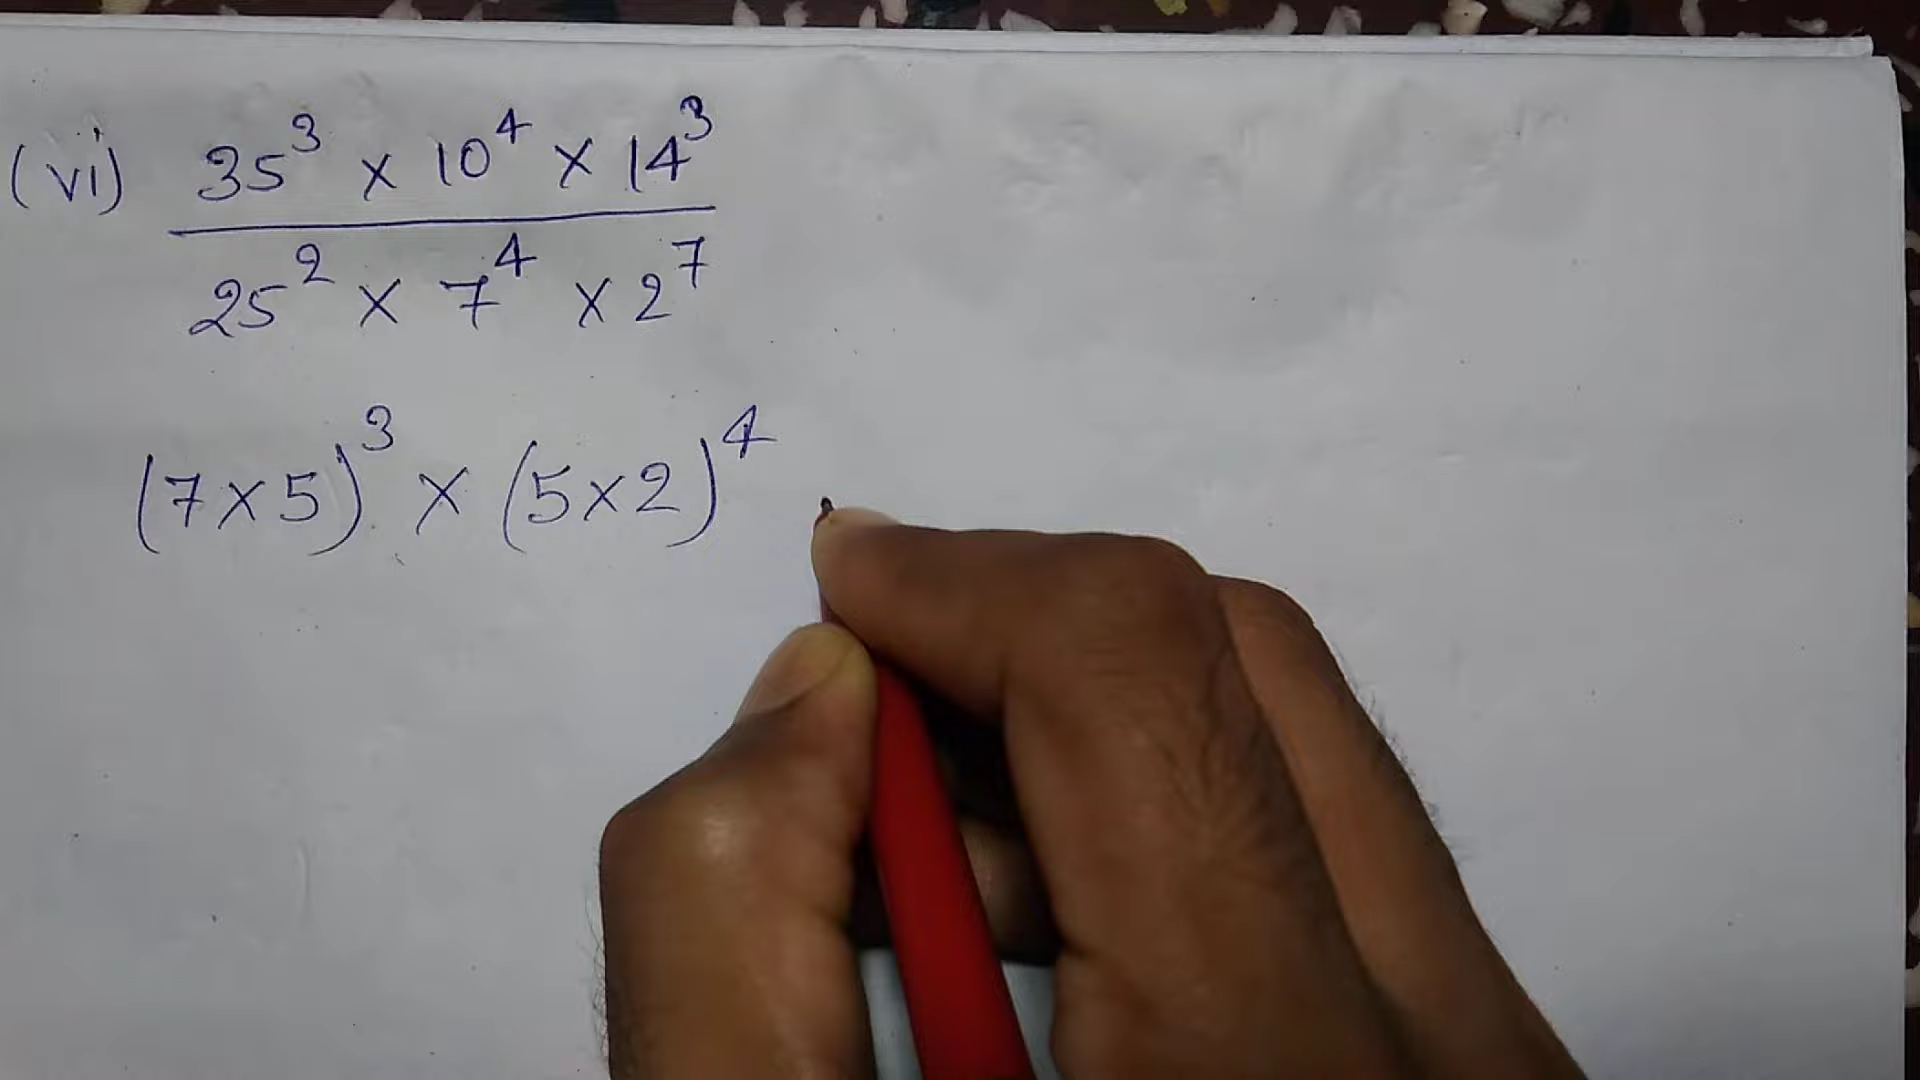 (vi) 35³ × 10⁴ × 14³
25² × 7⁴ × 2⁷
(7×5)³ × (5×2)⁴